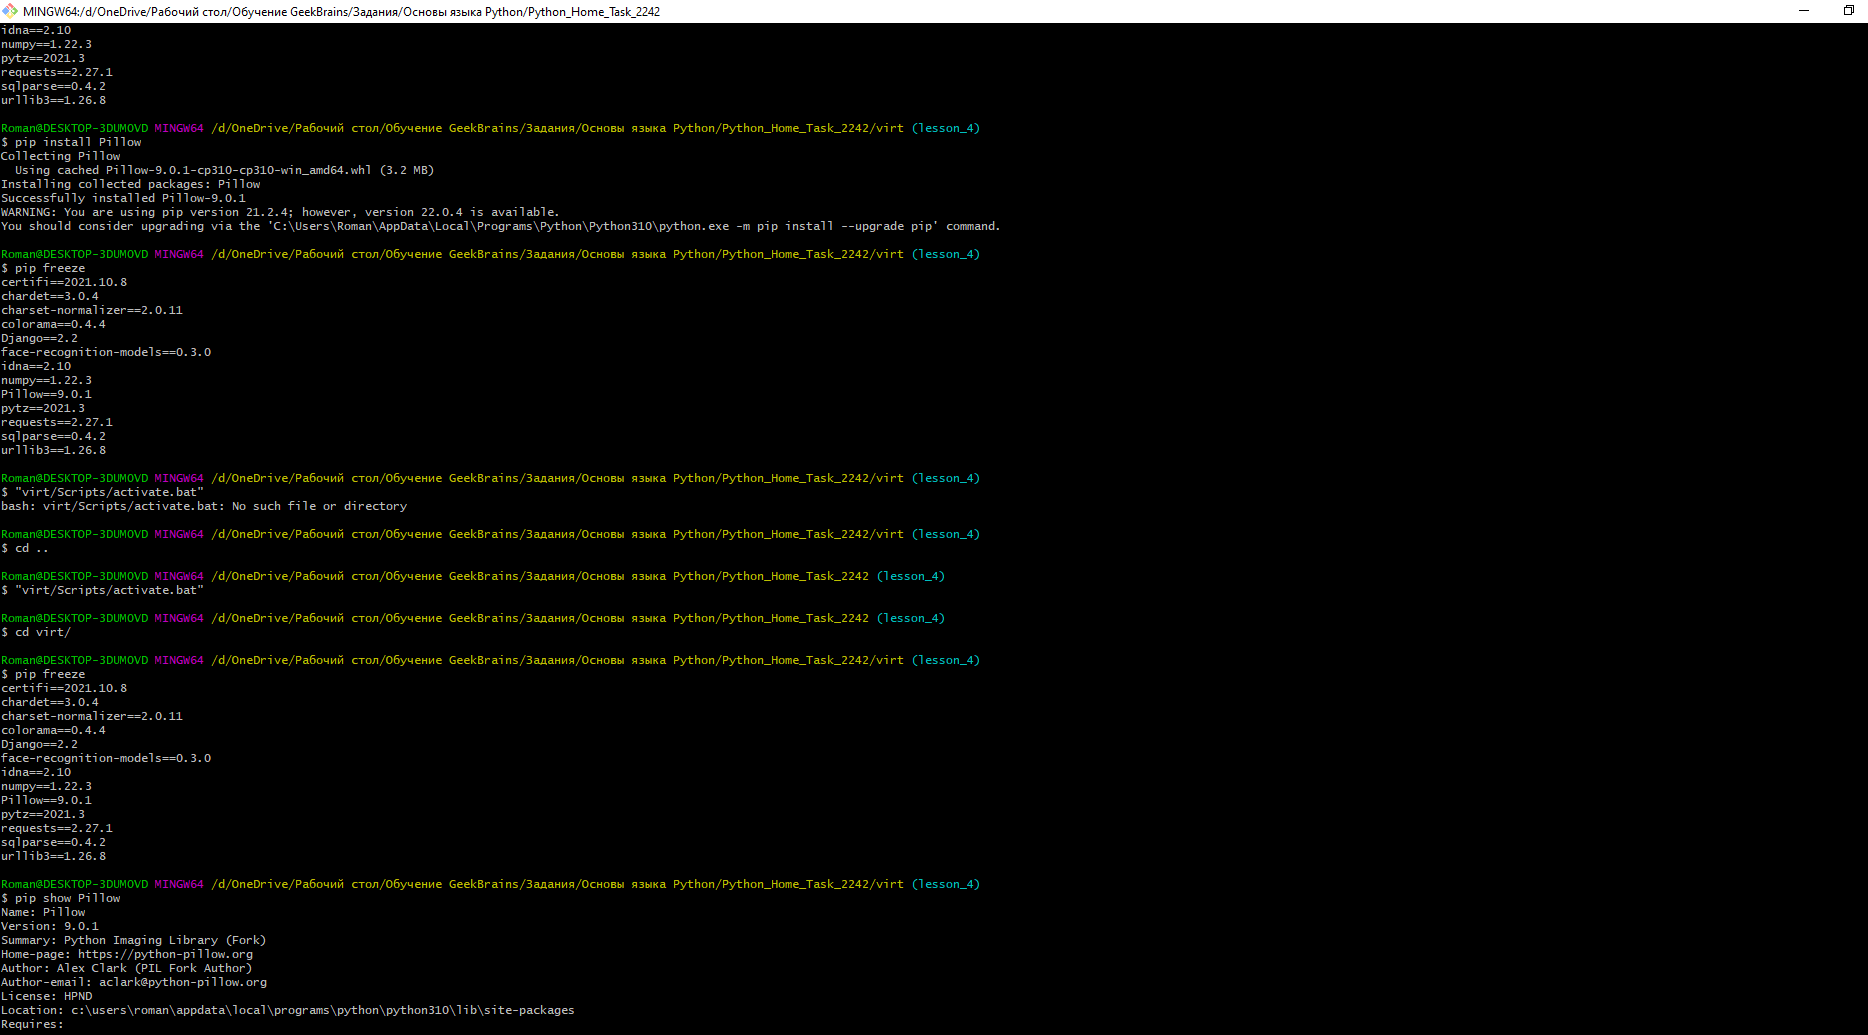 MINGW64:/d/OneDrive/Рабочий стол/Обучение GeekBrains/Задания/Основы языка Python/Python_Home_Task_2242
idna==2.10
numpy==1.22.3
pytz==2021.3
requests==2.27.1
sqlparse==0.4.2
urllib3==1.26.8
Roman@DESKTOP-3DUMOVD MINGW64 /d/OneDrive/Рабочий стол/Обучение GeekBrains/Задания/Основы языка Python/Python_Home_Task_2242/virt (lesson_4)
$ pip install Pillow
Collecting Pillow
  Using cached Pillow-9.0.1-cp310-cp310-win_amd64.whl (3.2 MB)
Installing collected packages: Pillow
Successfully installed Pillow-9.0.1
WARNING: You are using pip version 21.2.4; however, version 22.0.4 is available.
You should consider upgrading via the 'C:\Users\Roman\AppData\Local\Programs\Python\Python310\python.exe -m pip install --upgrade pip' command.
Roman@DESKTOP-3DUMOVD MINGW64 /d/OneDrive/Рабочий стол/Обучение GeekBrains/Задания/Основы языка Python/Python_Home_Task_2242/virt (lesson_4)
$ pip freeze
certifi==2021.10.8
chardet==3.0.4
charset-normalizer==2.0.11
colorama==0.4.4
Django==2.2
face-recognition-models==0.3.0
idna==2.10
numpy==1.22.3
Pillow==9.0.1
pytz==2021.3
requests==2.27.1
sqlparse==0.4.2
urllib3==1.26.8
Roman@DESKTOP-3DUMOVD MINGW64 /d/OneDrive/Рабочий стол/Обучение GeekBrains/Задания/Основы языка Python/Python_Home_Task_2242/virt (lesson_4)
$ "virt/Scripts/activate.bat"
bash: virt/Scripts/activate.bat: No such file or directory
Roman@DESKTOP-3DUMOVD MINGW64 /d/OneDrive/Рабочий стол/Обучение GeekBrains/Задания/Основы языка Python/Python_Home_Task_2242/virt (lesson_4)
$ cd ..
Roman@DESKTOP-3DUMOVD MINGW64 /d/OneDrive/Рабочий стол/Обучение GeekBrains/Задания/Основы языка Python/Python_Home_Task_2242 (lesson_4)
$ "virt/Scripts/activate.bat"
Roman@DESKTOP-3DUMOVD MINGW64 /d/OneDrive/Рабочий стол/Обучение GeekBrains/Задания/Основы языка Python/Python_Home_Task_2242 (lesson_4)
$ cd virt/
Roman@DESKTOP-3DUMOVD MINGW64 /d/OneDrive/Рабочий стол/Обучение GeekBrains/Задания/Основы языка Python/Python_Home_Task_2242/virt (lesson_4)
$ pip freeze
certifi==2021.10.8
chardet==3.0.4
charset-normalizer==2.0.11
colorama==0.4.4
Django==2.2
face-recognition-models==0.3.0
idna==2.10
numpy==1.22.3
Pillow==9.0.1
pytz==2021.3
requests==2.27.1
sqlparse==0.4.2
urllib3==1.26.8
Roman@DESKTOP-3DUMOVD MINGW64 /d/OneDrive/Рабочий стол/Обучение GeekBrains/Задания/Основы языка Python/Python_Home_Task_2242/virt (lesson_4)
$ pip show Pillow
Name: Pillow
Version: 9.0.1
Summary: Python Imaging Library (Fork)
Home-page: https://python-pillow.org
Author: Alex Clark (PIL Fork Author)
Author-email: aclark@python-pillow.org
License: HPND
Location: c:\users\roman\appdata\local\programs\python\python310\lib\site-packages
Requires: